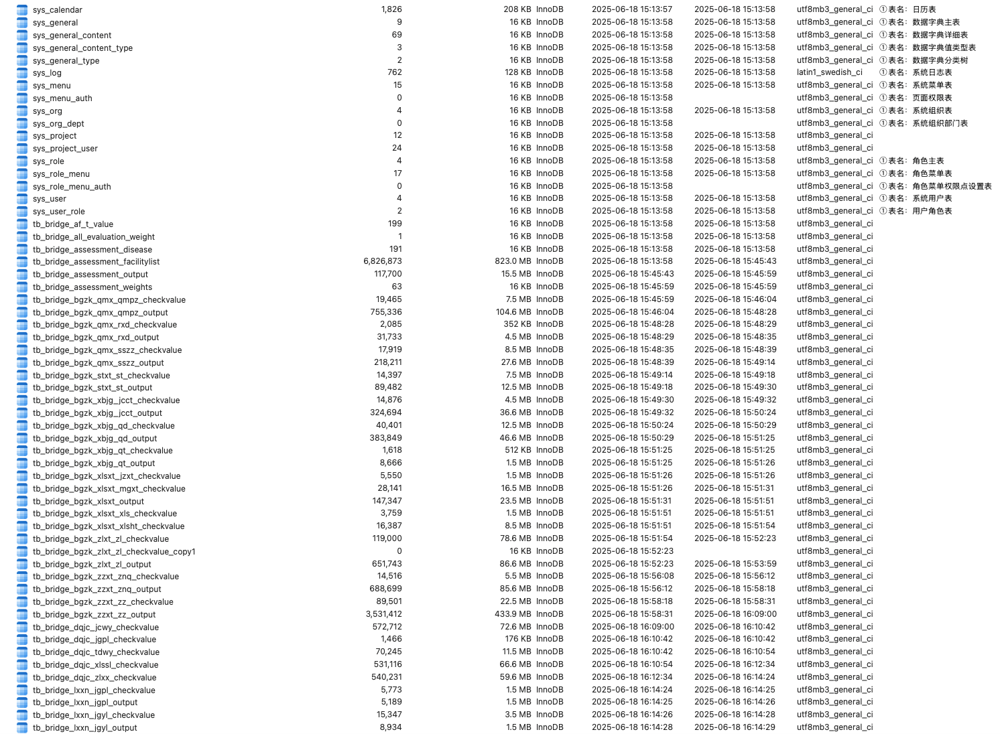 sys_calendar 1,826 208 KB InnoDB 2025-06-18 15:13:57 2025-06-18 15:13:58 utf8mb3_general_ci ①表名：日历表
sys_general 9 16 KB InnoDB 2025-06-18 15:13:58 2025-06-18 15:13:58 utf8mb3_general_ci ①表名：数据字典主表
sys_general_content 69 16 KB InnoDB 2025-06-18 15:13:58 2025-06-18 15:13:58 utf8mb3_general_ci ①表名：数据字典详细表
sys_general_content_type 3 16 KB InnoDB 2025-06-18 15:13:58 2025-06-18 15:13:58 utf8mb3_general_ci ①表名：数据字典值类型表
sys_general_type 2 16 KB InnoDB 2025-06-18 15:13:58 2025-06-18 15:13:58 utf8mb3_general_ci ①表名：数据字典分类树
sys_log 762 128 KB InnoDB 2025-06-18 15:13:58 2025-06-18 15:13:58 latin1_swedish_ci ①表名：系统日志表
sys_menu 15 16 KB InnoDB 2025-06-18 15:13:58 2025-06-18 15:13:58 utf8mb3_general_ci ①表名：系统菜单表
sys_menu_auth 0 16 KB InnoDB 2025-06-18 15:13:58 utf8mb3_general_ci ①表名：页面权限表
sys_org 4 16 KB InnoDB 2025-06-18 15:13:58 2025-06-18 15:13:58 utf8mb3_general_ci ①表名：系统组织表
sys_org_dept 0 16 KB InnoDB 2025-06-18 15:13:58 utf8mb3_general_ci ①表名：系统组织部门表
sys_project 12 16 KB InnoDB 2025-06-18 15:13:58 2025-06-18 15:13:58 utf8mb3_general_ci
sys_project_user 24 16 KB InnoDB 2025-06-18 15:13:58 2025-06-18 15:13:58 utf8mb3_general_ci
sys_role 4 16 KB InnoDB 2025-06-18 15:13:58 2025-06-18 15:13:58 utf8mb3_general_ci ①表名：角色主表
sys_role_menu 17 16 KB InnoDB 2025-06-18 15:13:58 2025-06-18 15:13:58 utf8mb3_general_ci ①表名：角色菜单表
sys_role_menu_auth 0 16 KB InnoDB 2025-06-18 15:13:58 utf8mb3_general_ci ①表名：角色菜单权限点设置表
sys_user 4 16 KB InnoDB 2025-06-18 15:13:58 2025-06-18 15:13:58 utf8mb3_general_ci ①表名：系统用户表
sys_user_role 2 16 KB InnoDB 2025-06-18 15:13:58 2025-06-18 15:13:58 utf8mb3_general_ci ①表名：用户角色表
tb_bridge_af_t_value 199 16 KB InnoDB 2025-06-18 15:13:58 2025-06-18 15:13:58 utf8mb3_general_ci
tb_bridge_all_evaluation_weight 1 16 KB InnoDB 2025-06-18 15:13:58 2025-06-18 15:13:58 utf8mb3_general_ci
tb_bridge_assessment_disease 191 16 KB InnoDB 2025-06-18 15:13:58 2025-06-18 15:13:58 utf8mb3_general_ci
tb_bridge_assessment_facilitylist 6,826,873 823.0 MB InnoDB 2025-06-18 15:13:58 2025-06-18 15:45:43 utf8mb3_general_ci
tb_bridge_assessment_output 117,700 15.5 MB InnoDB 2025-06-18 15:45:43 2025-06-18 15:45:59 utf8mb3_general_ci
tb_bridge_assessment_weights 63 16 KB InnoDB 2025-06-18 15:45:59 2025-06-18 15:45:59 utf8mb3_general_ci
tb_bridge_bgzk_qmx_qmpz_checkvalue 19,465 7.5 MB InnoDB 2025-06-18 15:45:59 2025-06-18 15:46:04 utf8mb3_general_ci
tb_bridge_bgzk_qmx_qmpz_output 755,336 104.6 MB InnoDB 2025-06-18 15:46:04 2025-06-18 15:48:28 utf8mb3_general_ci
tb_bridge_bgzk_qmx_rxd_checkvalue 2,085 352 KB InnoDB 2025-06-18 15:48:28 2025-06-18 15:48:29 utf8mb3_general_ci
tb_bridge_bgzk_qmx_rxd_output 31,733 4.5 MB InnoDB 2025-06-18 15:48:29 2025-06-18 15:48:35 utf8mb3_general_ci
tb_bridge_bgzk_qmx_sszz_checkvalue 17,919 8.5 MB InnoDB 2025-06-18 15:48:35 2025-06-18 15:48:39 utf8mb3_general_ci
tb_bridge_bgzk_qmx_sszz_output 218,211 27.6 MB InnoDB 2025-06-18 15:48:39 2025-06-18 15:49:14 utf8mb3_general_ci
tb_bridge_bgzk_stxt_st_checkvalue 14,397 7.5 MB InnoDB 2025-06-18 15:49:14 2025-06-18 15:49:18 utf8mb3_general_ci
tb_bridge_bgzk_stxt_st_output 89,482 12.5 MB InnoDB 2025-06-18 15:49:18 2025-06-18 15:49:30 utf8mb3_general_ci
tb_bridge_bgzk_xbjg_jcct_checkvalue 14,876 4.5 MB InnoDB 2025-06-18 15:49:30 2025-06-18 15:49:32 utf8mb3_general_ci
tb_bridge_bgzk_xbjg_jcct_output 324,694 36.6 MB InnoDB 2025-06-18 15:49:32 2025-06-18 15:50:24 utf8mb3_general_ci
tb_bridge_bgzk_xbjg_qd_checkvalue 40,401 12.5 MB InnoDB 2025-06-18 15:50:24 2025-06-18 15:50:29 utf8mb3_general_ci
tb_bridge_bgzk_xbjg_qd_output 383,849 46.6 MB InnoDB 2025-06-18 15:50:29 2025-06-18 15:51:25 utf8mb3_general_ci
tb_bridge_bgzk_xbjg_qt_checkvalue 1,618 512 KB InnoDB 2025-06-18 15:51:25 2025-06-18 15:51:25 utf8mb3_general_ci
tb_bridge_bgzk_xbjg_qt_output 8,666 1.5 MB InnoDB 2025-06-18 15:51:25 2025-06-18 15:51:26 utf8mb3_general_ci
tb_bridge_bgzk_xlsxt_jzxt_checkvalue 5,550 1.5 MB InnoDB 2025-06-18 15:51:26 2025-06-18 15:51:26 utf8mb3_general_ci
tb_bridge_bgzk_xlsxt_mgxt_checkvalue 28,141 16.5 MB InnoDB 2025-06-18 15:51:26 2025-06-18 15:51:31 utf8mb3_general_ci
tb_bridge_bgzk_xlsxt_output 147,347 23.5 MB InnoDB 2025-06-18 15:51:31 2025-06-18 15:51:51 utf8mb3_general_ci
tb_bridge_bgzk_xlsxt_xls_checkvalue 3,759 1.5 MB InnoDB 2025-06-18 15:51:51 2025-06-18 15:51:51 utf8mb3_general_ci
tb_bridge_bgzk_xlsxt_xlsht_checkvalue 16,387 8.5 MB InnoDB 2025-06-18 15:51:51 2025-06-18 15:51:54 utf8mb3_general_ci
tb_bridge_bgzk_zlxt_zl_checkvalue 119,000 78.6 MB InnoDB 2025-06-18 15:51:54 2025-06-18 15:52:23 utf8mb3_general_ci
tb_bridge_bgzk_zlxt_zl_checkvalue_copy1 0 16 KB InnoDB 2025-06-18 15:52:23 utf8mb3_general_ci
tb_bridge_bgzk_zlxt_zl_output 651,743 86.6 MB InnoDB 2025-06-18 15:52:23 2025-06-18 15:53:59 utf8mb3_general_ci
tb_bridge_bgzk_zzxt_znq_checkvalue 14,516 5.5 MB InnoDB 2025-06-18 15:56:08 2025-06-18 15:56:12 utf8mb3_general_ci
tb_bridge_bgzk_zzxt_znq_output 688,699 85.6 MB InnoDB 2025-06-18 15:56:12 2025-06-18 15:58:18 utf8mb3_general_ci
tb_bridge_bgzk_zzxt_zz_checkvalue 89,501 22.5 MB InnoDB 2025-06-18 15:58:18 2025-06-18 15:58:31 utf8mb3_general_ci
tb_bridge_bgzk_zzxt_zz_output 3,531,412 433.9 MB InnoDB 2025-06-18 15:58:31 2025-06-18 16:09:00 utf8mb3_general_ci
tb_bridge_dqjc_jcwy_checkvalue 572,712 72.6 MB InnoDB 2025-06-18 16:09:00 2025-06-18 16:10:42 utf8mb3_general_ci
tb_bridge_dqjc_jgpl_checkvalue 1,466 176 KB InnoDB 2025-06-18 16:10:42 2025-06-18 16:10:42 utf8mb3_general_ci
tb_bridge_dqjc_tdwy_checkvalue 70,245 11.5 MB InnoDB 2025-06-18 16:10:42 2025-06-18 16:10:54 utf8mb3_general_ci
tb_bridge_dqjc_xlssl_checkvalue 531,116 66.6 MB InnoDB 2025-06-18 16:10:54 2025-06-18 16:12:34 utf8mb3_general_ci
tb_bridge_dqjc_zlxx_checkvalue 540,231 59.6 MB InnoDB 2025-06-18 16:12:34 2025-06-18 16:14:24 utf8mb3_general_ci
tb_bridge_lxxn_jgpl_checkvalue 5,773 1.5 MB InnoDB 2025-06-18 16:14:24 2025-06-18 16:14:25 utf8mb3_general_ci
tb_bridge_lxxn_jgpl_output 5,189 1.5 MB InnoDB 2025-06-18 16:14:25 2025-06-18 16:14:26 utf8mb3_general_ci
tb_bridge_lxxn_jgyl_checkvalue 15,347 3.5 MB InnoDB 2025-06-18 16:14:26 2025-06-18 16:14:28 utf8mb3_general_ci
tb_bridge_lxxn_jgyl_output 8,934 1.5 MB InnoDB 2025-06-18 16:14:28 2025-06-18 16:14:29 utf8mb3_general_ci